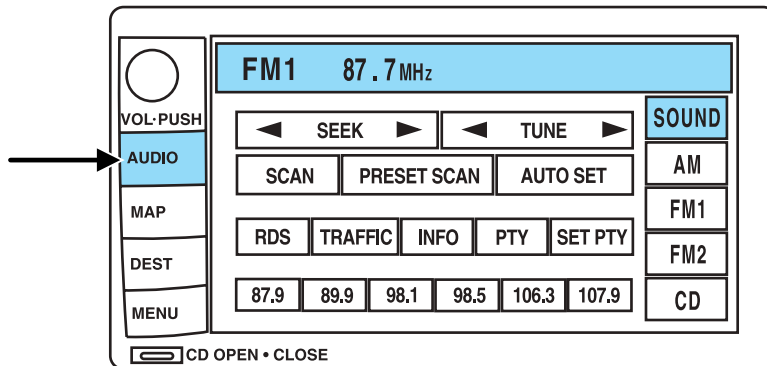 FM1 87.7 MHz
VOL·PUSH
AUDIO
MAP
DEST
MENU
SEEK TUNE
SCAN PRESET SCAN AUTO SET
RDS TRAFFIC INFO PTY SET PTY
87.9 89.9 98.1 98.5 106.3 107.9
SOUND
AM
FM1
FM2
CD
CD OPEN • CLOSE